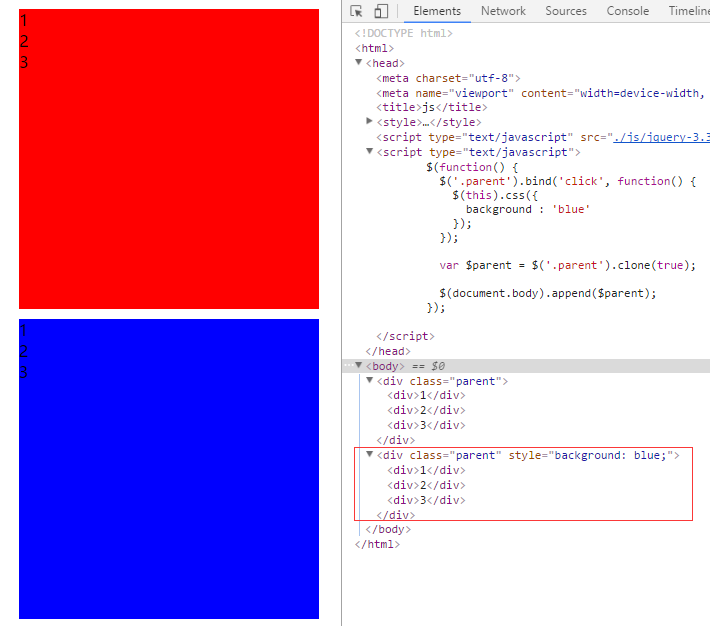 1
2
3
1
2
3
Elements Network Sources Console Timeline
<!DOCTYPE html>
<html>
<head>
<meta charset="utf-8">
<meta name="viewport" content="width=device-width,
<title>js</title>
<style>…</style>
<script type="text/javascript" src="./js/jquery-3.3
<script type="text/javascript">
$(function() {
$('.parent').bind('click', function() {
$(this).css({
background : 'blue'
});
});
var $parent = $('.parent').clone(true);
$(document.body).append($parent);
});
</script>
</head>
…<body> == $0
<div class="parent">
<div>1</div>
<div>2</div>
<div>3</div>
</div>
<div class="parent" style="background: blue;">
<div>1</div>
<div>2</div>
<div>3</div>
</div>
</body>
</html>